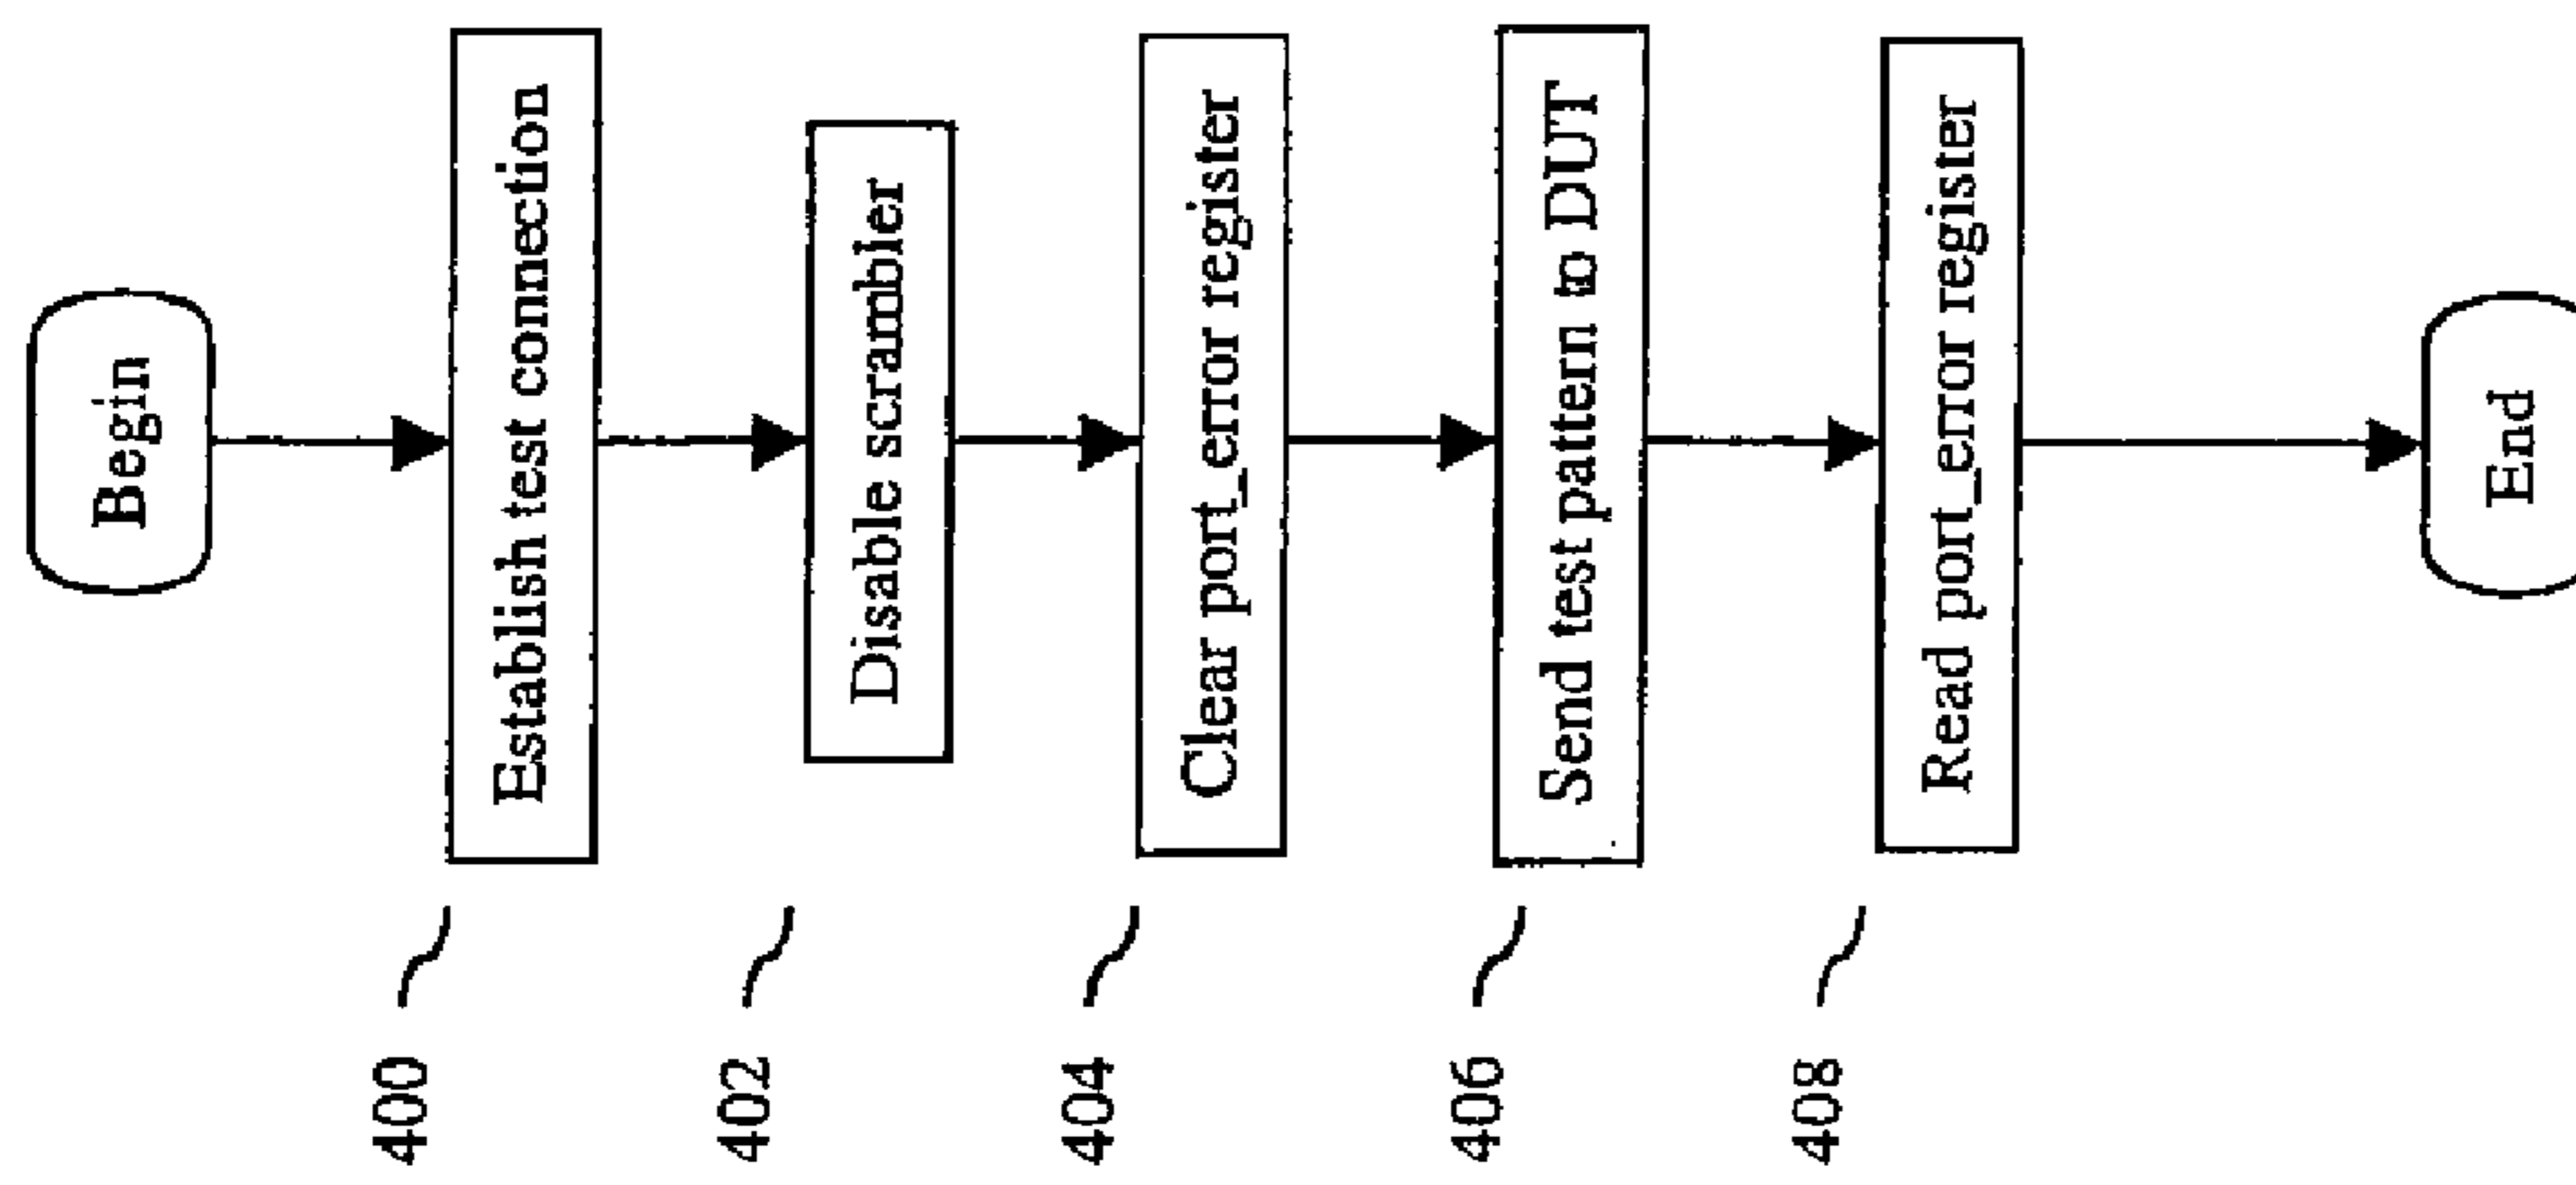 Begin
400
Establish test connection
402
Disable scrambler
404
Clear port_error register
406
Send test pattern to DUT
408
Read port_error register
End